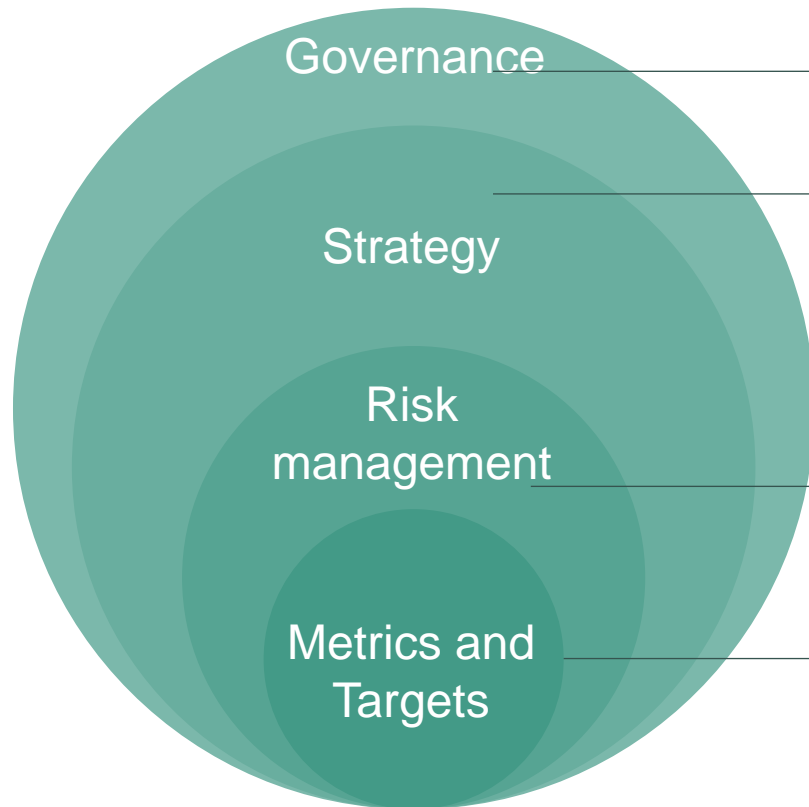 Governance
Strategy
Risk
management
Metrics and
Targets